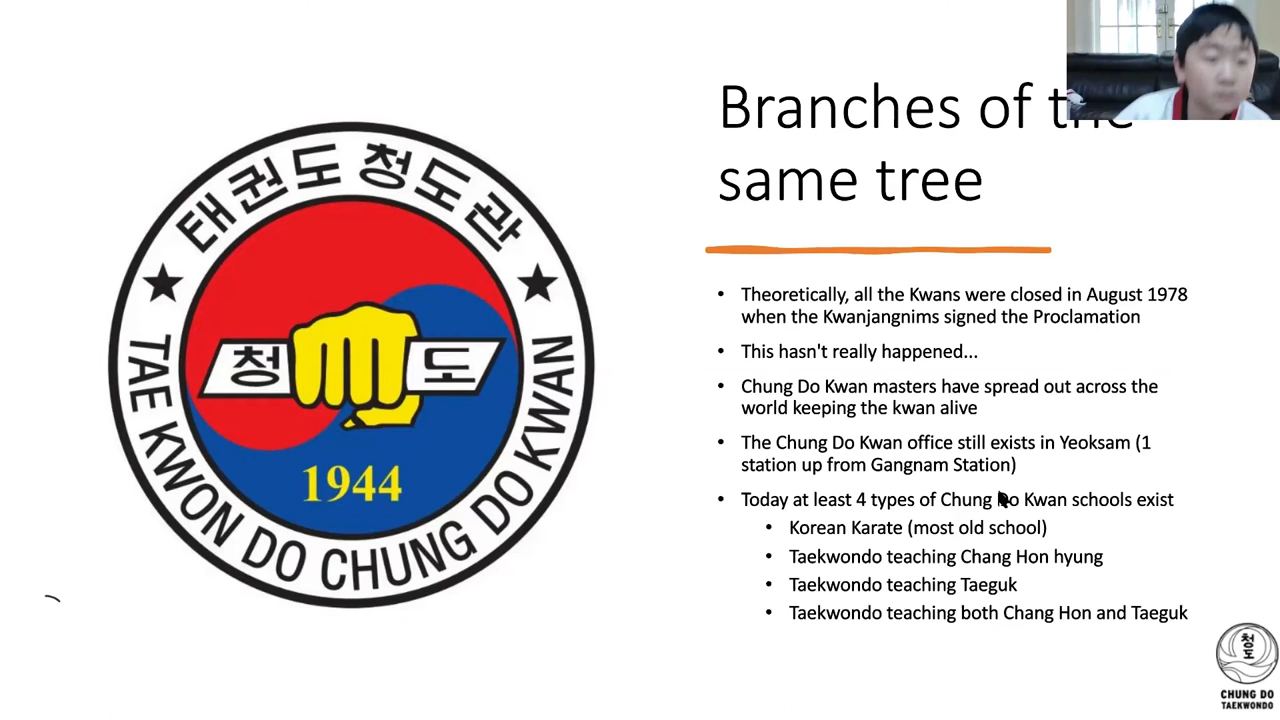 Branches of the
same tree
태권도 청도관
청 도
1944
TAE KWON DO CHUNG DO KWAN
• Theoretically, all the Kwans were closed in August 1978
when the Kwanjangnims signed the Proclamation
• This hasn't really happened...
• Chung Do Kwan masters have spread out across the
world keeping the kwan alive
• The Chung Do Kwan office still exists in Yeoksam (1
station up from Gangnam Station)
• Today at least 4 types of Chung Do Kwan schools exist
• Korean Karate (most old school)
• Taekwondo teaching Chang Hon hyung
• Taekwondo teaching Taeguk
• Taekwondo teaching both Chang Hon and Taeguk
청
도
CHUNG DO
TAEKWONDO